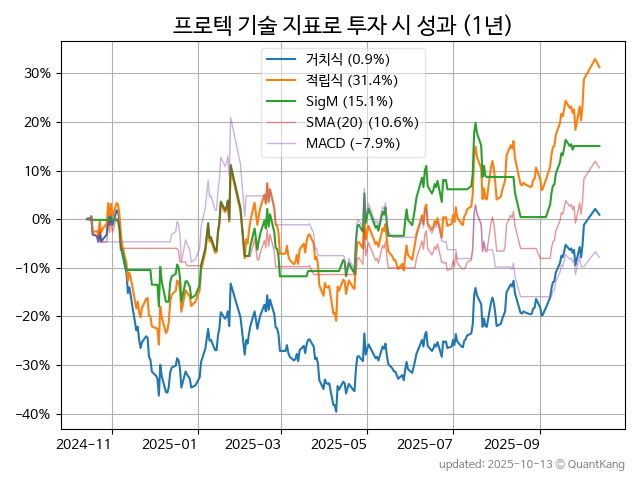 프로텍 기술 지표로 투자 시 성과 (1년)
거치식 (0.9%)
적립식 (31.4%)
SigM (15.1%)
SMA(20) (10.6%)
MACD (−7.9%)
30%
20%
10%
0%
−10%
−20%
−30%
−40%
2024-11 2025-01 2025-03 2025-05 2025-07 2025-09
updated: 2025-10-13 ⓒ QuantKang